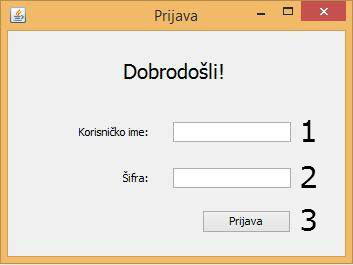 Prijava
Dobrodošli!
Korisničko ime: 1
Šifra: 2
Prijava 3